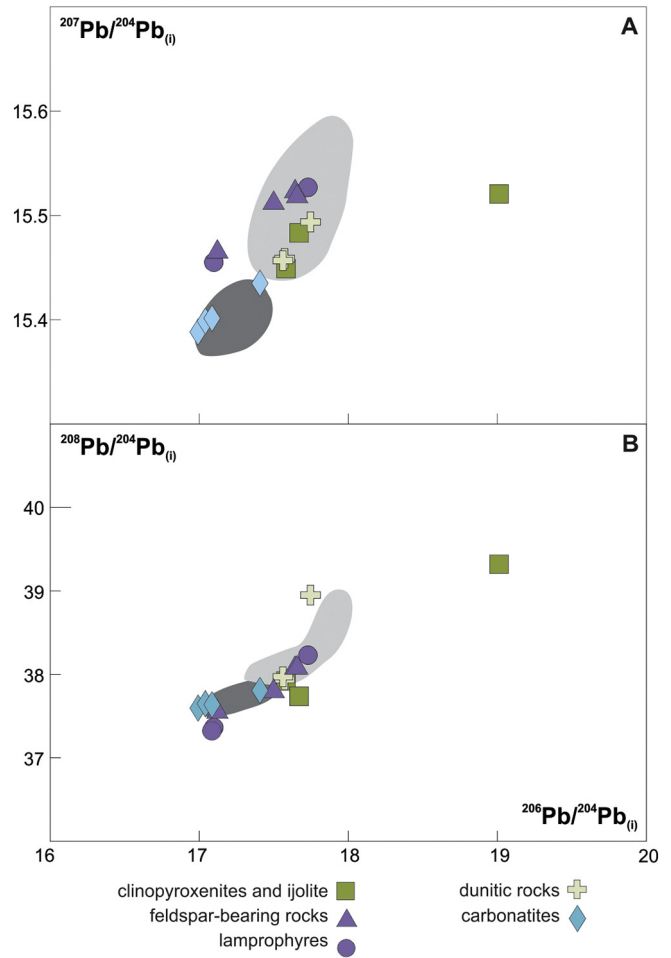 ²⁰⁷Pb/²⁰⁴Pb(i)
A
15.6
15.5
15.4
²⁰⁸Pb/²⁰⁴Pb(i)
B
40
39
38
37
²⁰⁶Pb/²⁰⁴Pb(i)
16 17 18 19 20
clinopyroxenites and ijolite
feldspar-bearing rocks
lamprophyres
dunitic rocks
carbonatites